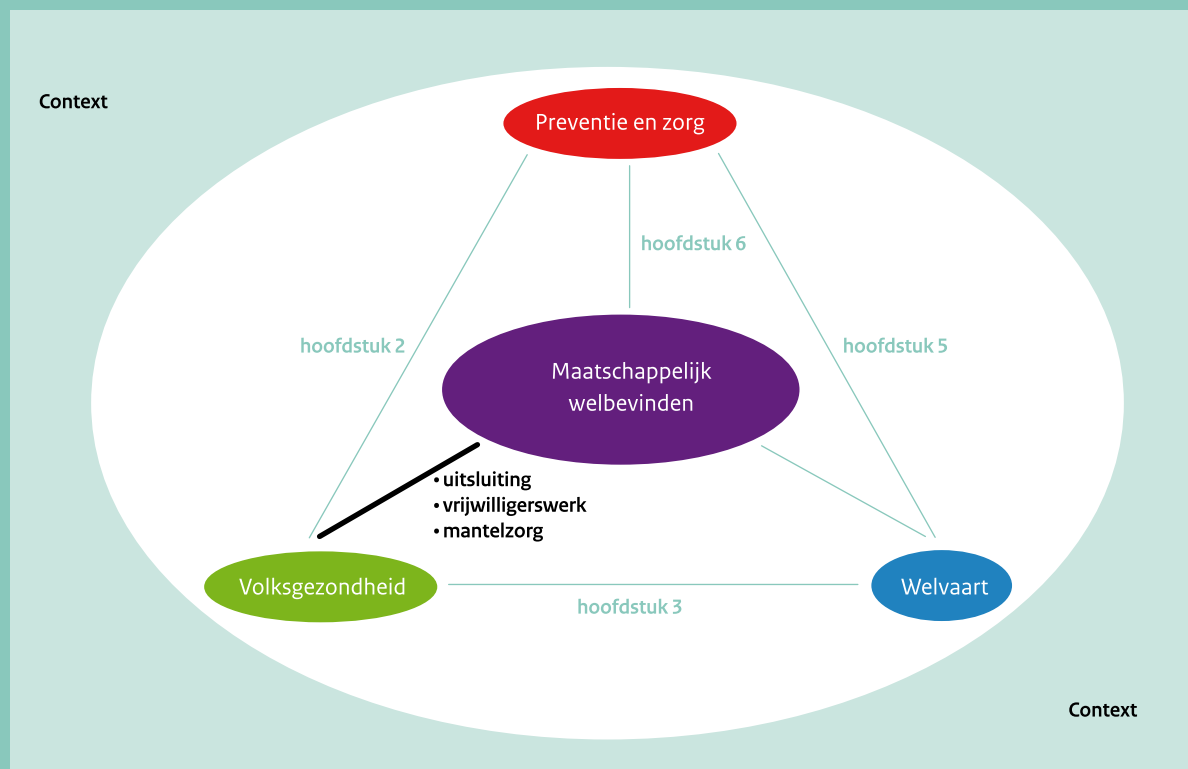 Context
Preventie en zorg
hoofdstuk 6
hoofdstuk 2
hoofdstuk 5
Maatschappelijk
welbevinden
• uitsluiting
• vrijwilligerswerk
• mantelzorg
Volksgezondheid
Welvaart
hoofdstuk 3
Context